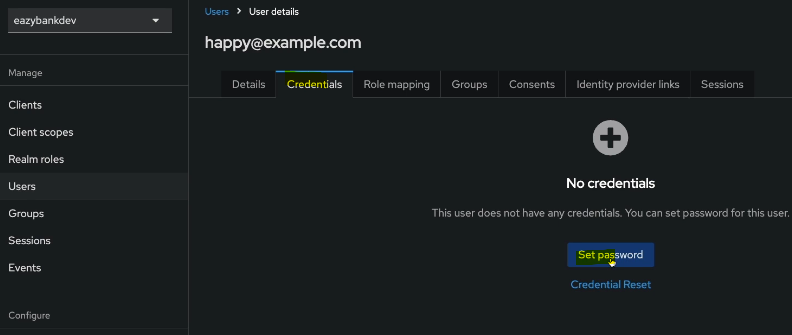 eazybankdev
Manage
Clients
Client scopes
Realm roles
Users
Groups
Sessions
Events
Configure
Users > User details
happy@example.com
Details Credentials Role mapping Groups Consents Identity provider links Sessions
No credentials
This user does not have any credentials. You can set password for this user.
Set password
Credential Reset